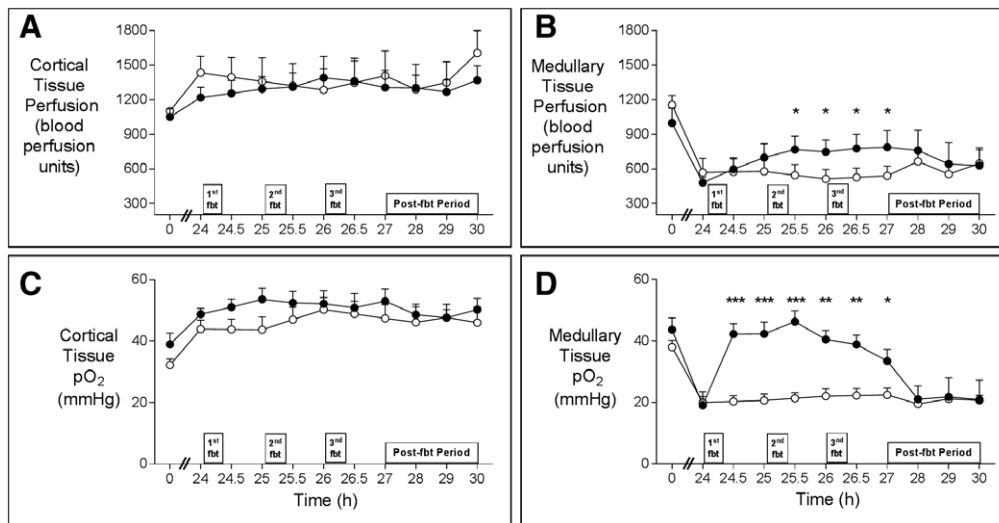 A
Cortical
Tissue
Perfusion
(blood
perfusion
units)
1800
1500
1200
900
600
300
1st
fbt
2nd
fbt
3rd
fbt
Post-fbt Period
0 24 24.5 25 25.5 26 26.5 27 28 29 30
B
Medullary
Tissue
Perfusion
(blood
perfusion
units)
1800
1500
1200
900
600
300
* * * *
1st
fbt
2nd
fbt
3rd
fbt
Post-fbt Period
0 24 24.5 25 25.5 26 26.5 27 28 29 30
C
Cortical
Tissue
pO2
(mmHg)
60
40
20
0
1st
fbt
2nd
fbt
3rd
fbt
Post-fbt Period
0 24 24.5 25 25.5 26 26.5 27 28 29 30
Time (h)
D
Medullary
Tissue
pO2
(mmHg)
60
40
20
0
*** *** *** ** ** *
1st
fbt
2nd
fbt
3rd
fbt
Post-fbt Period
0 24 24.5 25 25.5 26 26.5 27 28 29 30
Time (h)